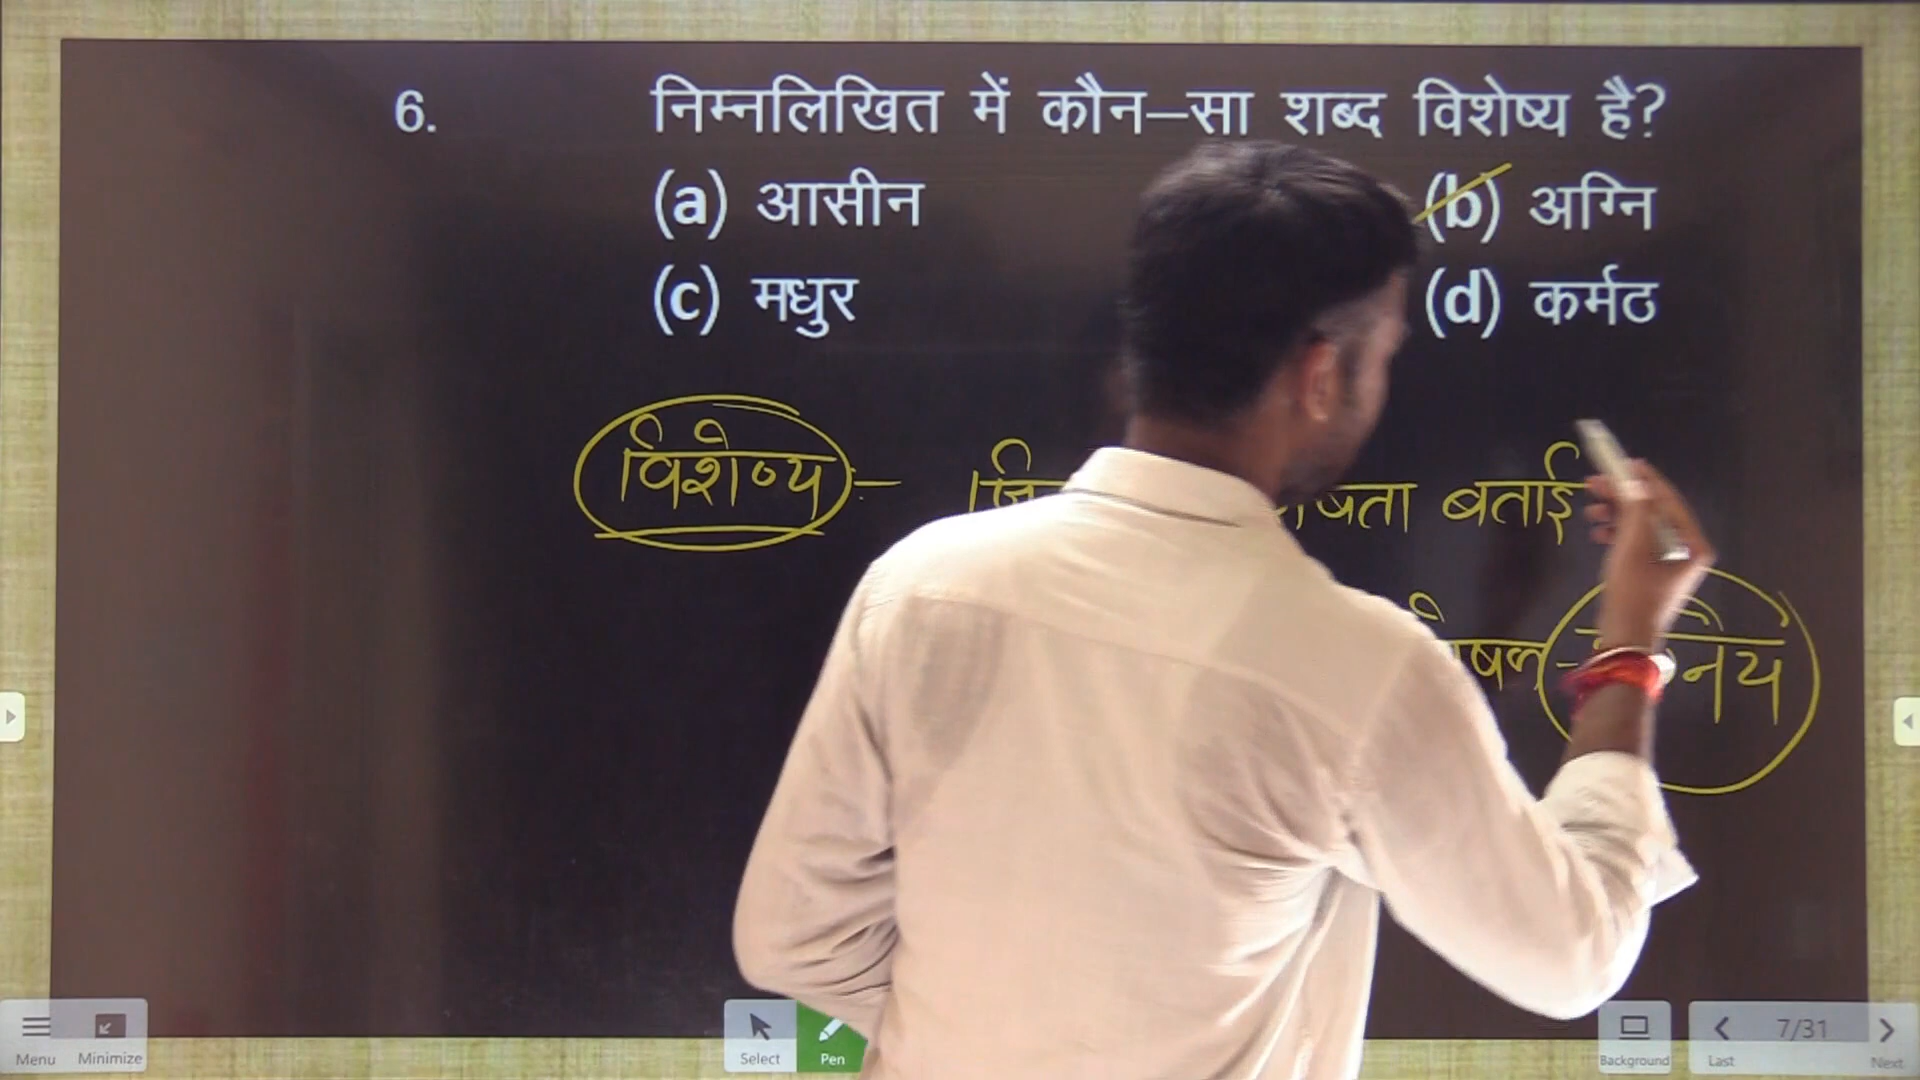 6. निम्नलिखित में कौन–सा शब्द विशेष्य है?
(a) आसीन (b) अग्नि
(c) मधुर (d) कर्मठ
विशेष्य :- बताई
Menu Minimize Select Pen Background Last 7/31 Next